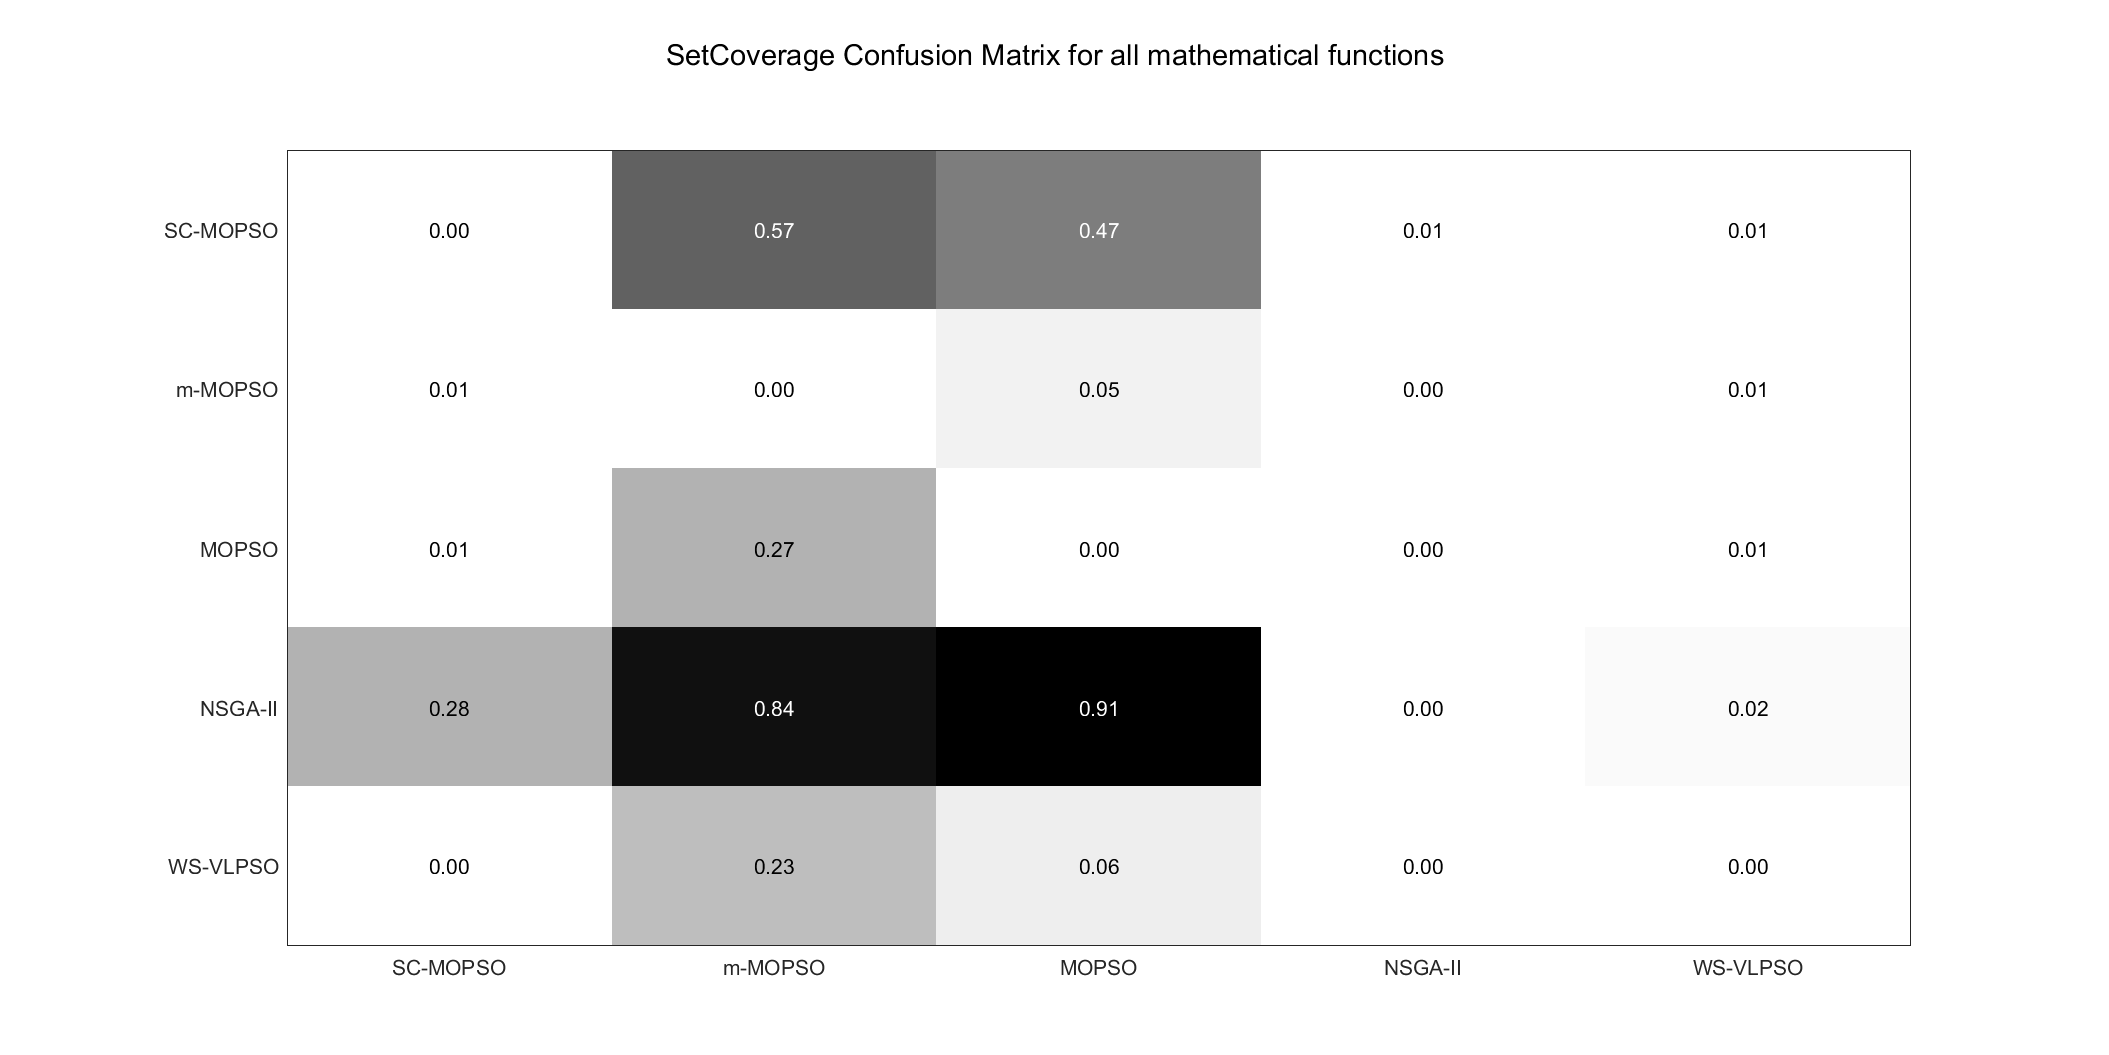 SetCoverage Confusion Matrix for all mathematical functions
SC-MOPSO 0.00 0.57 0.47 0.01 0.01
m-MOPSO 0.01 0.00 0.05 0.00 0.01
MOPSO 0.01 0.27 0.00 0.00 0.01
NSGA-II 0.28 0.84 0.91 0.00 0.02
WS-VLPSO 0.00 0.23 0.06 0.00 0.00
SC-MOPSO m-MOPSO MOPSO NSGA-II WS-VLPSO